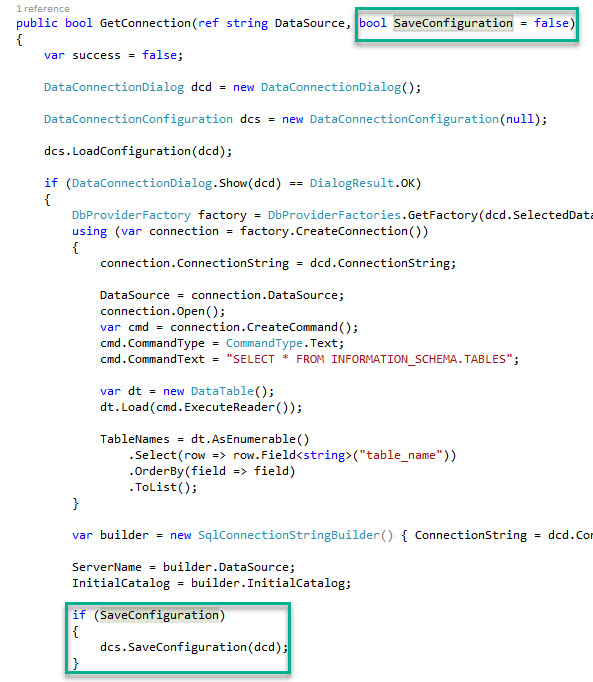 1 reference
public bool GetConnection(ref string DataSource, bool SaveConfiguration = false)
{
var success = false;
DataConnectionDialog dcd = new DataConnectionDialog();
DataConnectionConfiguration dcs = new DataConnectionConfiguration(null);
dcs.LoadConfiguration(dcd);
if (DataConnectionDialog.Show(dcd) == DialogResult.OK)
{
DbProviderFactory factory = DbProviderFactories.GetFactory(dcd.SelectedData
using (var connection = factory.CreateConnection())
{
connection.ConnectionString = dcd.ConnectionString;
DataSource = connection.DataSource;
connection.Open();
var cmd = connection.CreateCommand();
cmd.CommandType = CommandType.Text;
cmd.CommandText = "SELECT * FROM INFORMATION_SCHEMA.TABLES";
var dt = new DataTable();
dt.Load(cmd.ExecuteReader());
TableNames = dt.AsEnumerable()
.Select(row => row.Field<string>("table_name"))
.OrderBy(field => field)
.ToList();
}
var builder = new SqlConnectionStringBuilder() { ConnectionString = dcd.Con
ServerName = builder.DataSource;
InitialCatalog = builder.InitialCatalog;
if (SaveConfiguration)
{
dcs.SaveConfiguration(dcd);
}